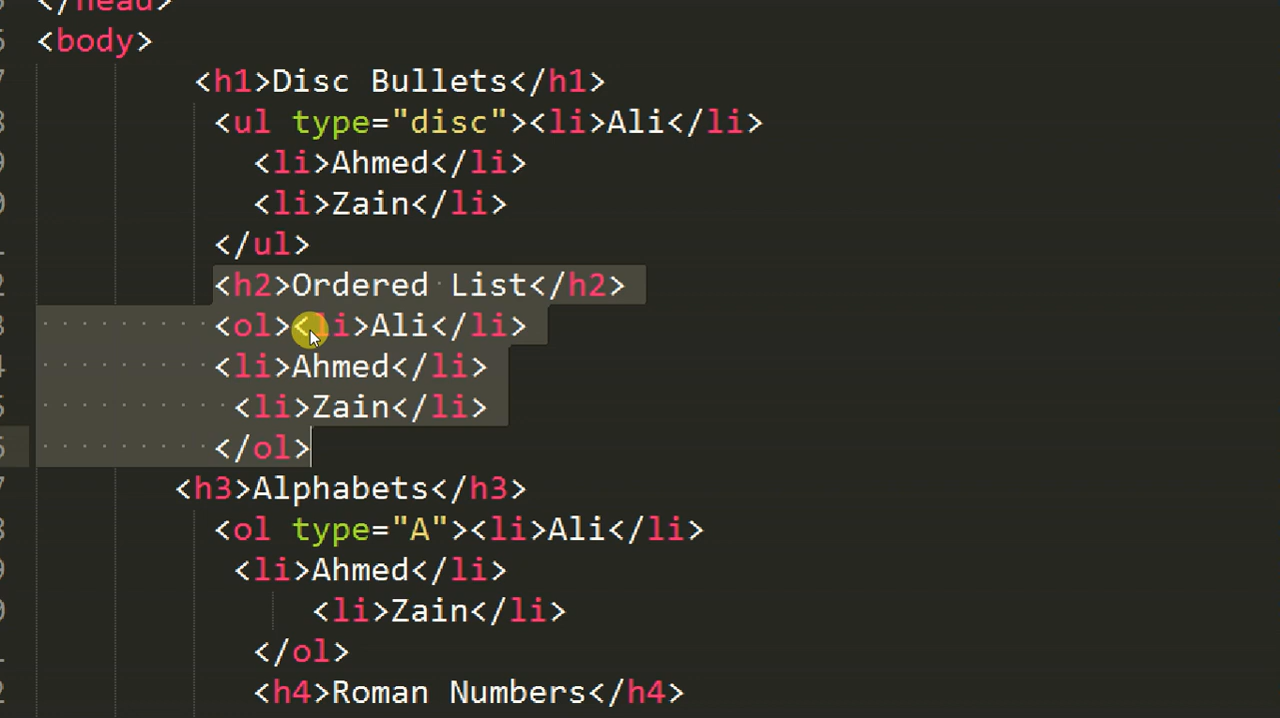 </head>
<body>
<h1>Disc Bullets</h1>
<ul type="disc"><li>Ali</li>
<li>Ahmed</li>
<li>Zain</li>
</ul>
<h2>Ordered List</h2>
<ol><li>Ali</li>
<li>Ahmed</li>
<li>Zain</li>
</ol>
<h3>Alphabets</h3>
<ol type="A"><li>Ali</li>
<li>Ahmed</li>
<li>Zain</li>
</ol>
<h4>Roman Numbers</h4>